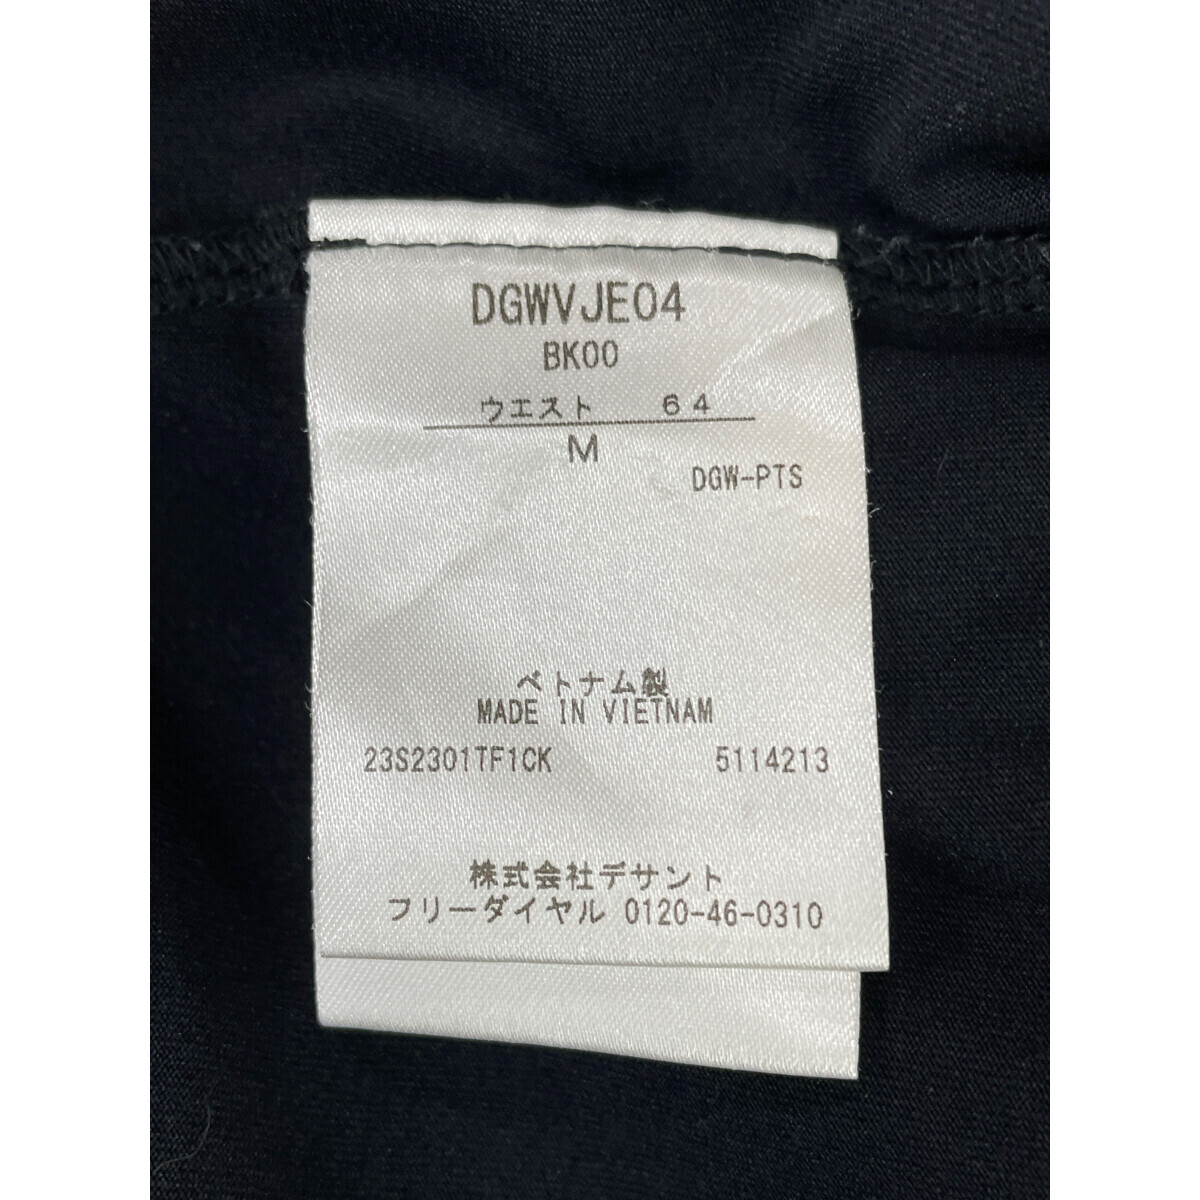 DGWVJE04
BK00
ウエスト 64
M
DGW-PTS
ベトナム製
MADE IN VIETNAM
23S2301TF1CK 5114213
株式会社デサント
フリーダイヤル 0120-46-0310